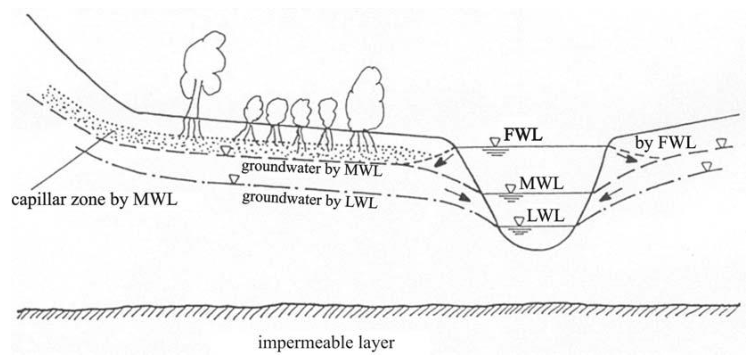 FWL
by FWL
groundwater by MWL
MWL
capillar zone by MWL
groundwater by LWL
LWL
impermeable layer